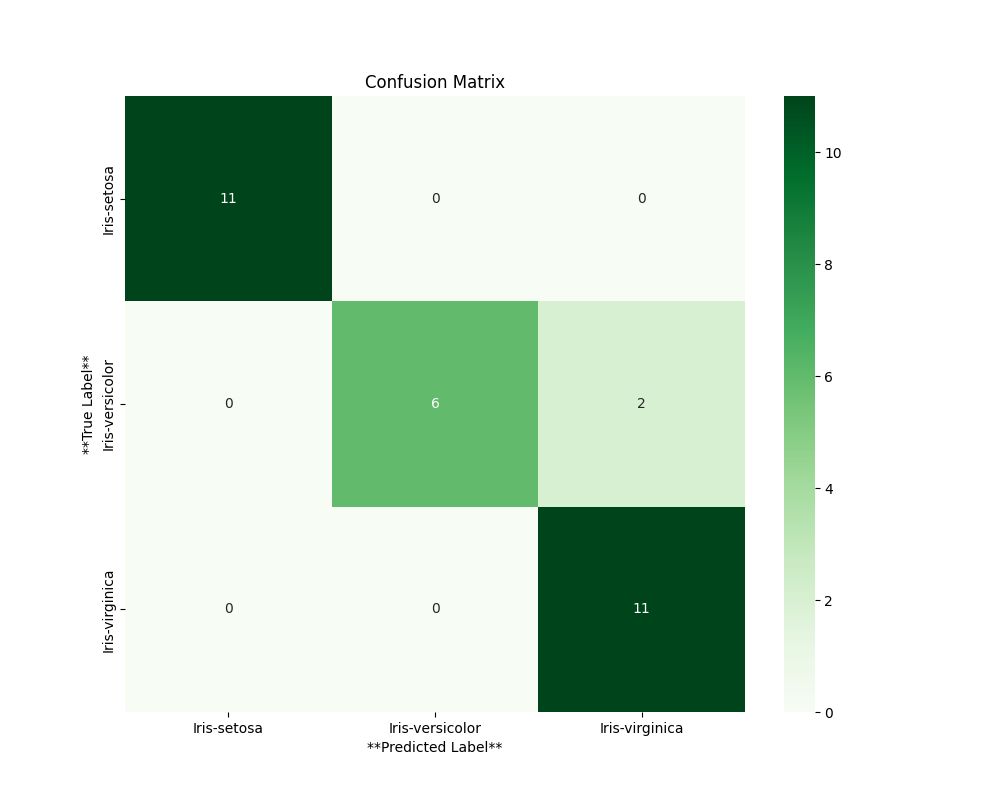 Confusion Matrix
Iris-setosa
11 0 0
**True Label**
Iris-versicolor
0 6 2
Iris-virginica
0 0 11
Iris-setosa Iris-versicolor Iris-virginica
**Predicted Label**
10
8
6
4
2
0